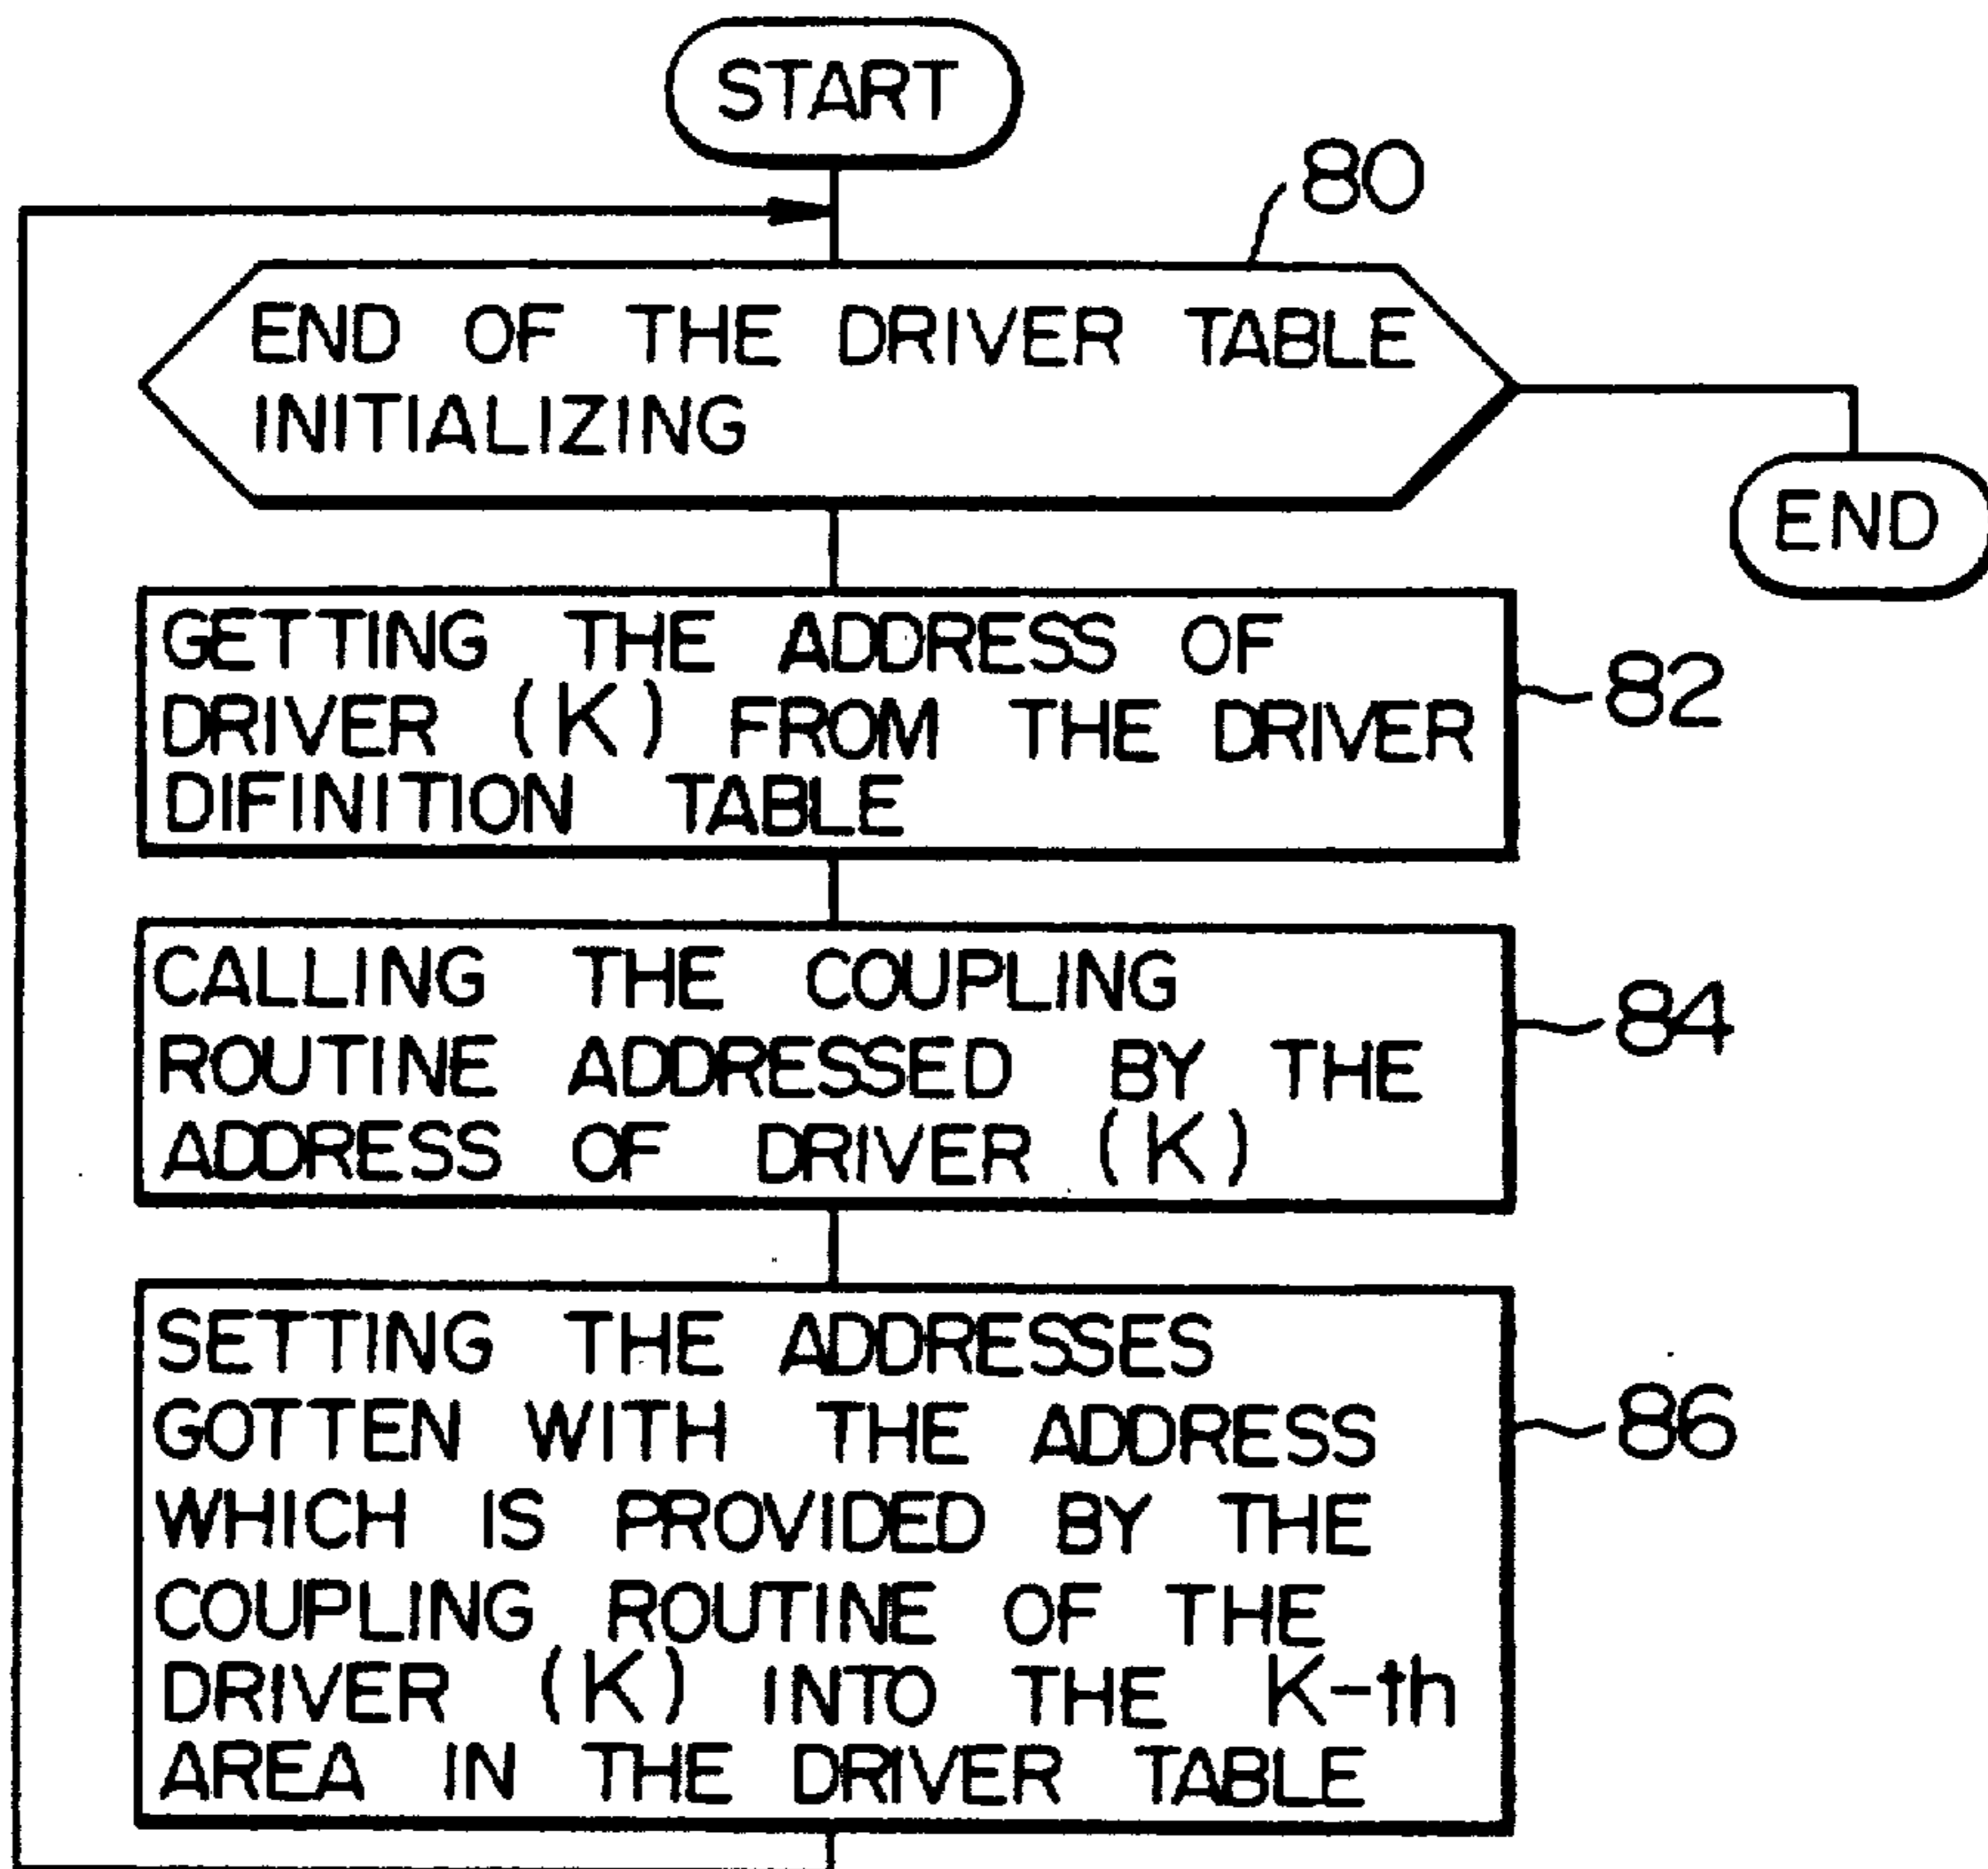 START
80
END OF THE DRIVER TABLE
INITIALIZING
END
GETTING THE ADDRESS OF
DRIVER (K) FROM THE DRIVER
DIFINITION TABLE
82
CALLING THE COUPLING
ROUTINE ADDRESSED BY THE
ADDRESS OF DRIVER (K)
84
SETTING THE ADDRESSES
GOTTEN WITH THE ADDRESS
WHICH IS PROVIDED BY THE
COUPLING ROUTINE OF THE
DRIVER (K) INTO THE K-th
AREA IN THE DRIVER TABLE
86